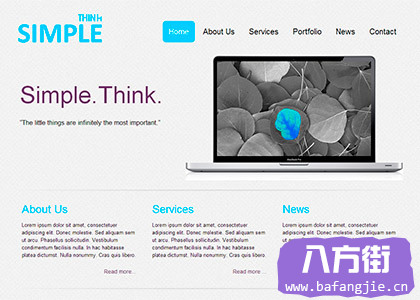 THINK
SIMPLE
Home About Us Services Portfolio News Contact
Simple.Think.
"The little things are infinitely the most important."
About Us Services News
Lorem ipsum dolor sit amet, consectetuer
adipiscing elit. Donec molestie. Sed aliquam sem
ut arcu. Phasellus sollicitudin. Vestibulum
condimentum facilisis nulla. In hac habitasse
platea dictumst. Nulla nonummy. Cras quis libero.
Read more...
Lorem ipsum dolor sit amet, consectetuer
adipiscing elit. Donec molestie. Sed aliquam sem
ut arcu. Phasellus sollicitudin. Vestibulum
condimentum facilisis nulla. In hac habitasse
platea dictumst. Nulla nonummy. Cras quis libero.
Read more...
Lorem ipsum dolor sit amet, consectetuer
adipiscing elit. Donec molestie. Sed aliquam sem
八方街
www.bafangjie.cn